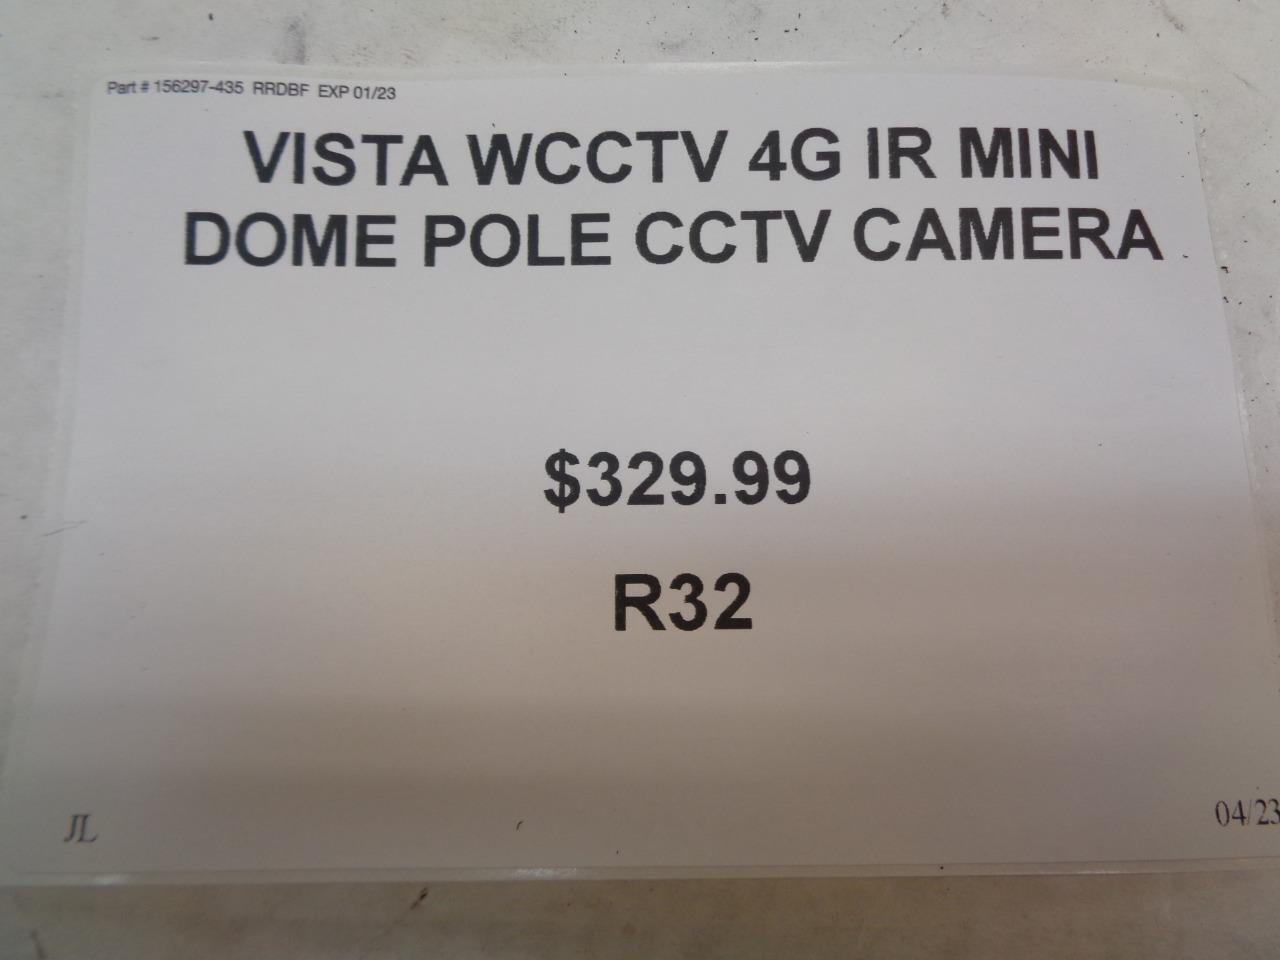 Part # 156297-435 RRDBF EXP 01/23
VISTA WCCTV 4G IR MINI
DOME POLE CCTV CAMERA
$329.99
R32
JL
04/23